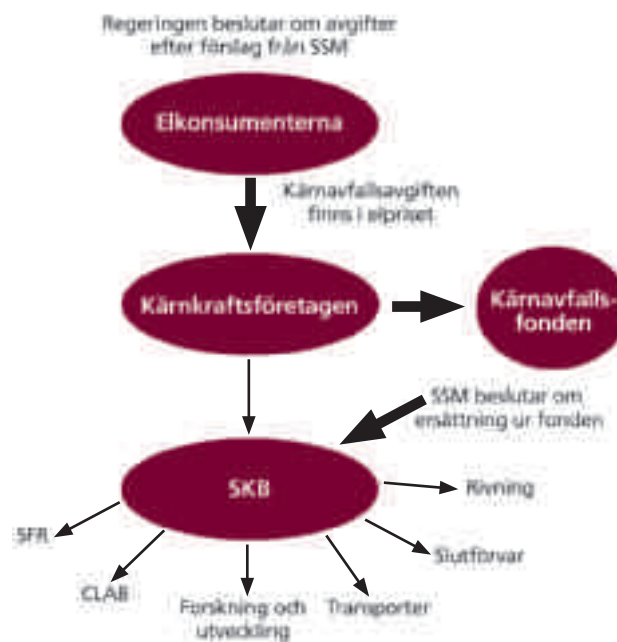 Regeringen beslutar om avgifter
efter förslag från SSM
Elkonsumenterna
Kärnavfallsavgiften
finns i elpriset
Kärnkraftsföretagen
Kärnavfalls-
fonden
SSM beslutar om
ersättning ur fonden
SKB
Rivning
SFR
Slutförvar
CLAB
Forskning och
utveckling
Transporter